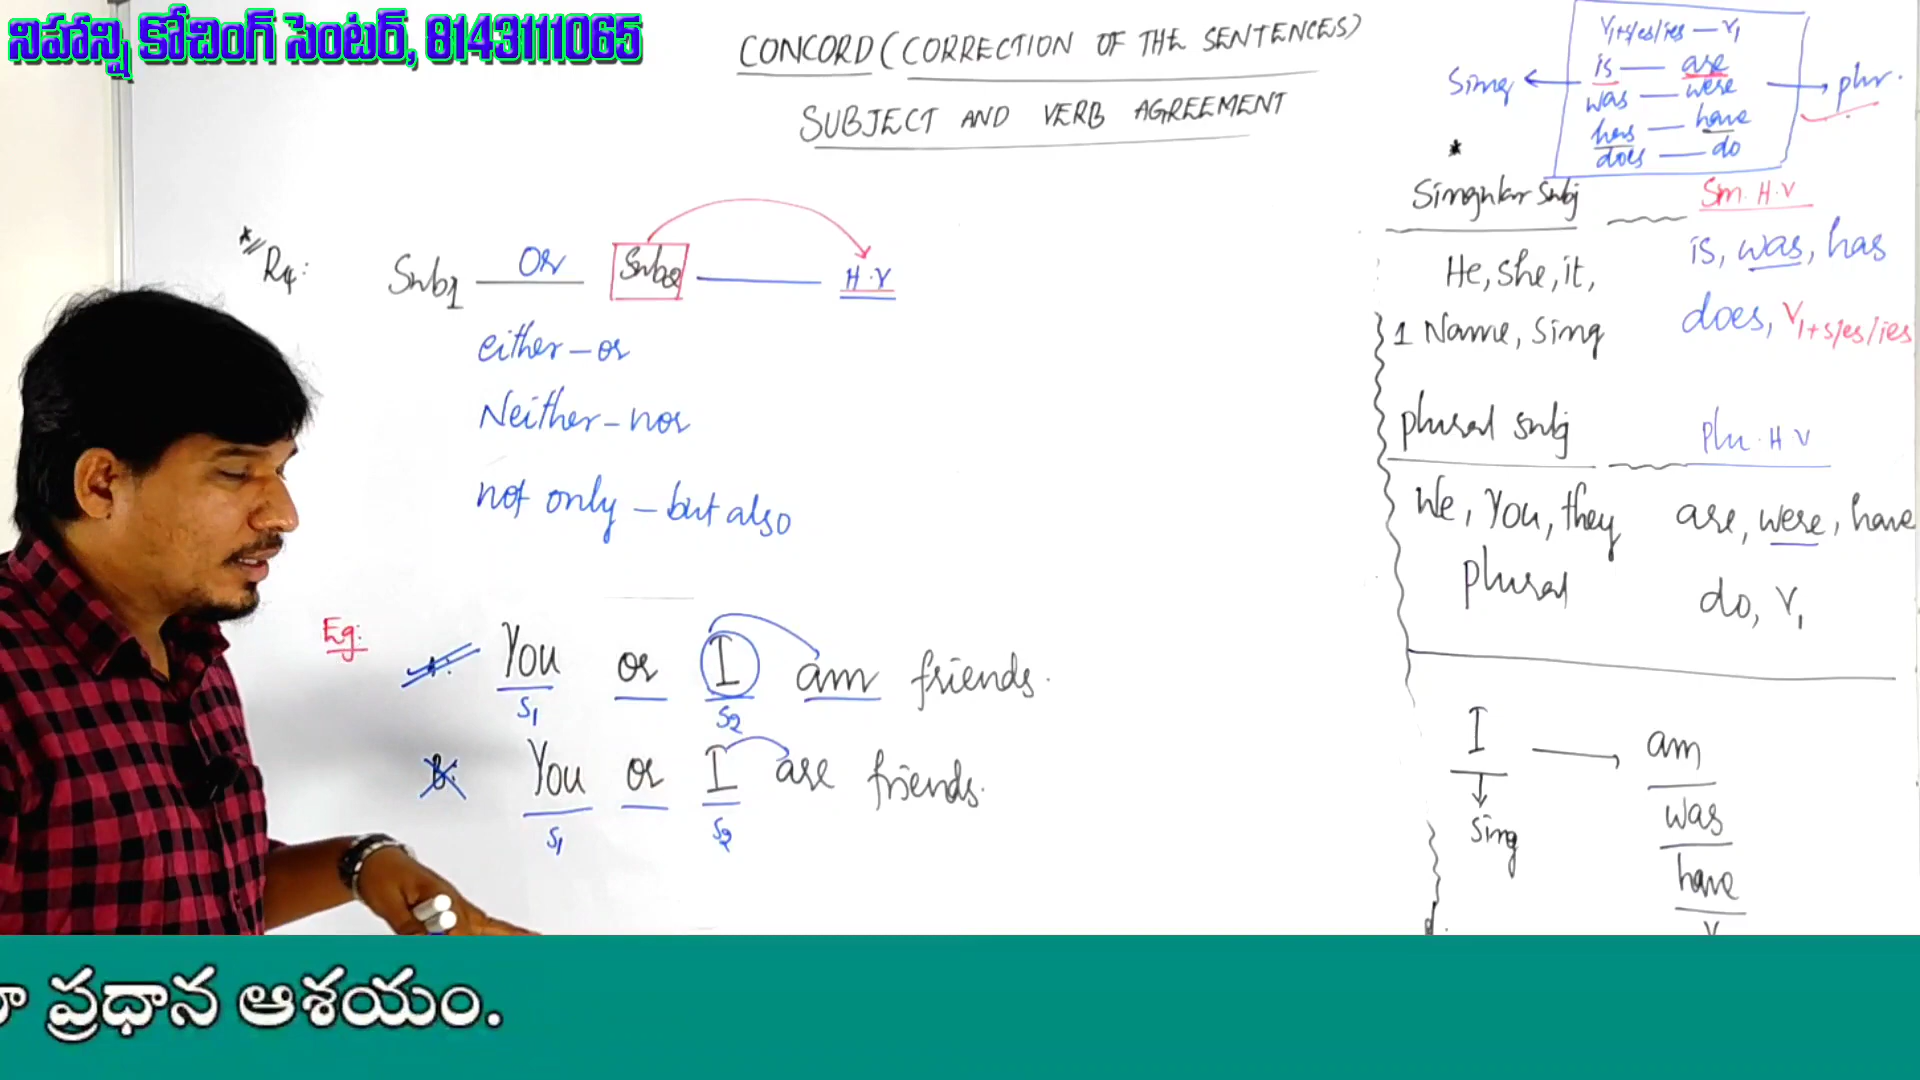 నిహాన్షి కోచింగ్ సెంటర్, 8143111065
CONCORD (CORRECTION OF THE SENTENCES)
SUBJECT AND VERB AGREEMENT
R4:
Sub1 or Sub2 H.V
either - or
Neither - nor
not only - but also
Eg:
A. You or I am friends.
S1 S2
B. You or I are friends.
S1 S2
V1+s/es/ies — V1
Sing ← is — are → plu.
was — were
has — have
does — do
Singular Subj Sin. H.V
He, she, it, is, was, has
1 Name, Sing does, V1+s/es/ies
plural Subj Plu. H V
We, You, they are, were, have
plural do, V1
I → am
Sing was
have
ప్రధాన ఆశయం.